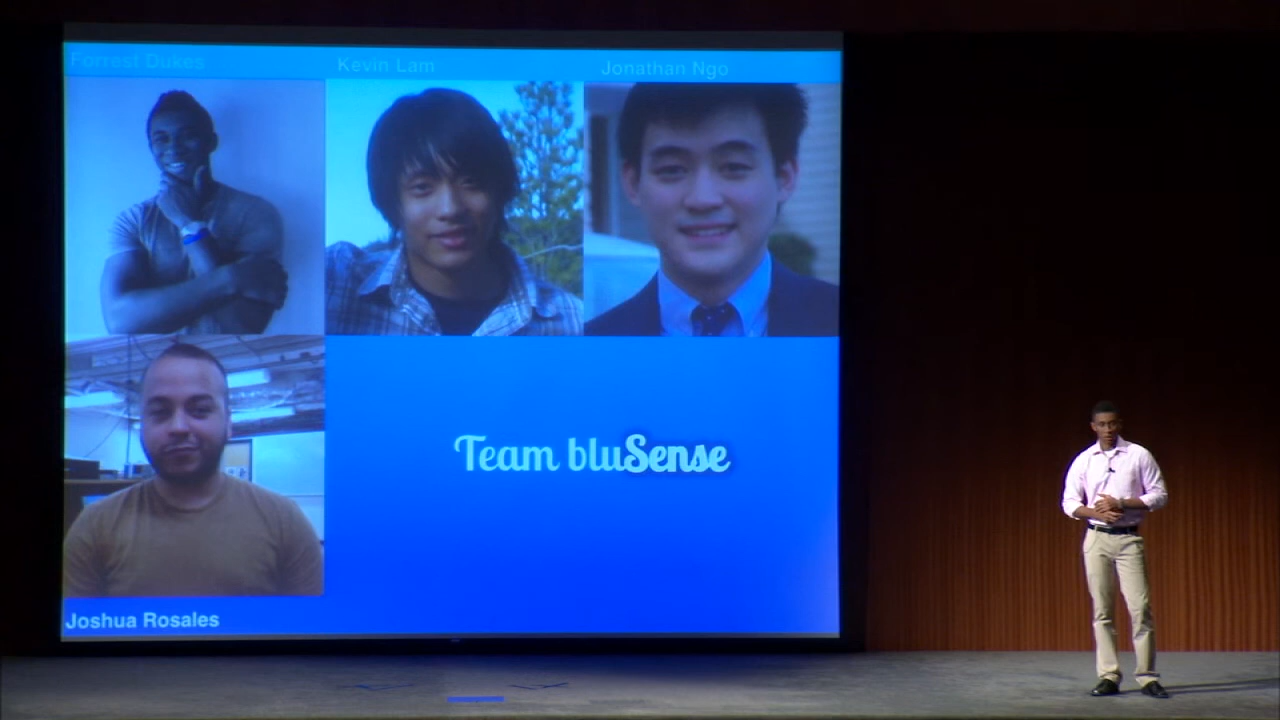 Forrest Dukes
Kevin Lam
Jonathan Ngo
Team bluSense
Joshua Rosales